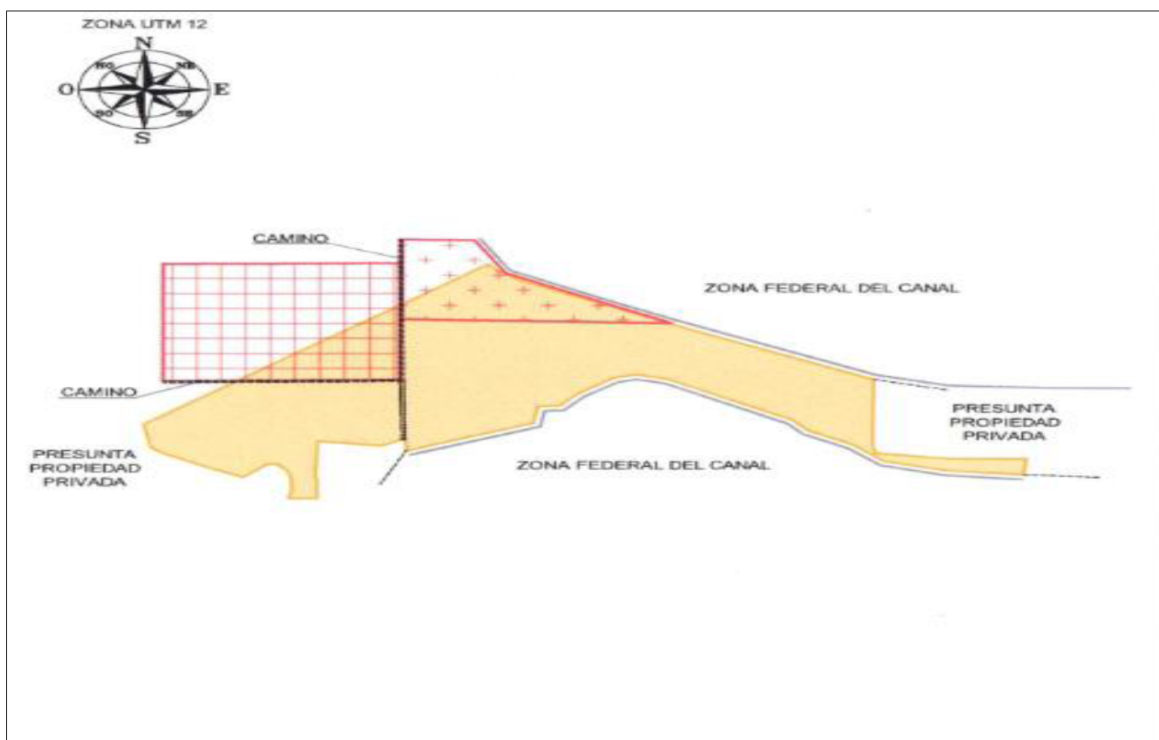 ZONA UTM 12
N
NO
NE
O
E
SO
SE
S
CAMINO
ZONA FEDERAL DEL CANAL
CAMINO
PRESUNTA
PROPIEDAD
PRIVADA
PRESUNTA
PROPIEDAD
PRIVADA
ZONA FEDERAL DEL CANAL